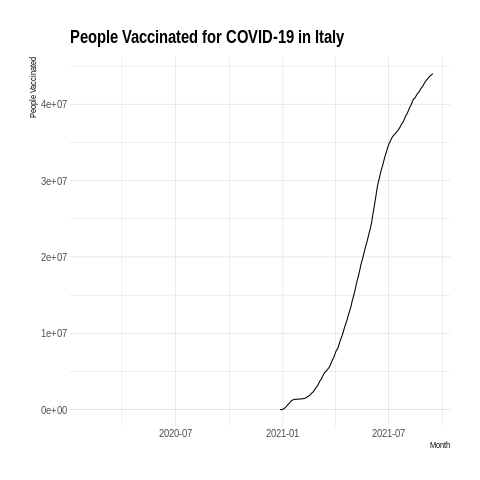 People Vaccinated for COVID-19 in Italy
People Vaccinated
4e+07
3e+07
2e+07
1e+07
0e+00
2020-07
2021-01
2021-07
Month